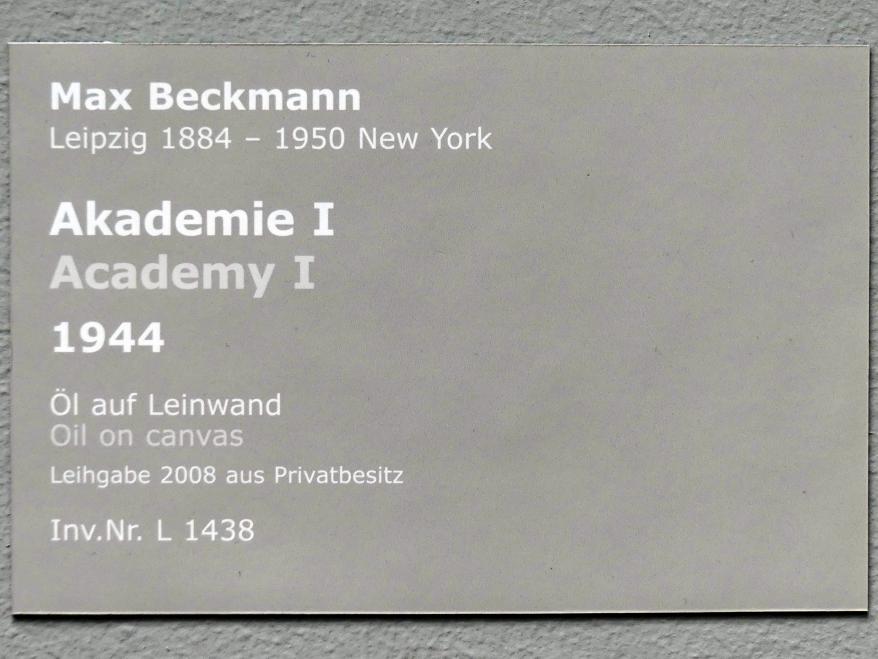 Max Beckmann
Leipzig 1884 – 1950 New York
Akademie I
Academy I
1944
Öl auf Leinwand
Oil on canvas
Leihgabe 2008 aus Privatbesitz
Inv.Nr. L 1438